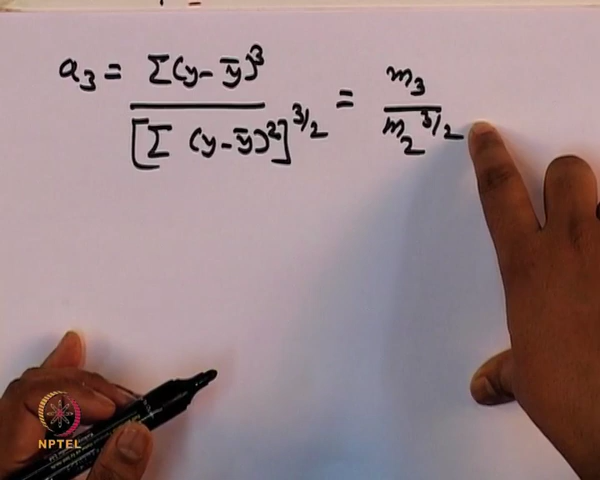 a₃ = Σ(y-ȳ)³ / [Σ (y-ȳ)²]^3/2 = m₃ / m₂^3/2
NPTEL